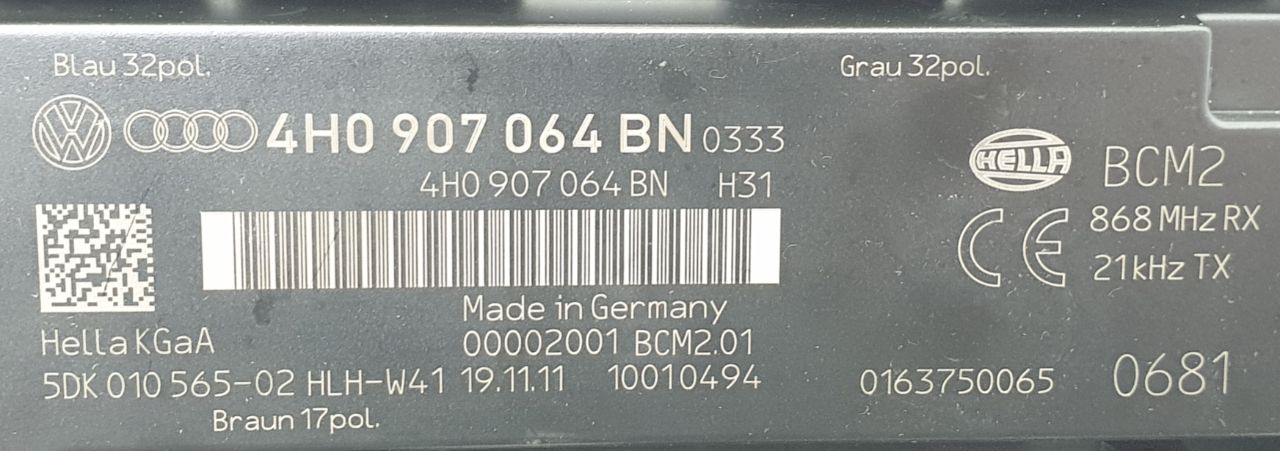 Blau 32pol. Grau 32pol.
4H0 907 064 BN 0333
4H0 907 064 BN H31
HELLA BCM2
868 MHz RX
CE 21kHz TX
Made in Germany
Hella KGaA 00002001 BCM2.01
5DK 010 565-02 HLH-W41 19.11.11 10010494 0163750065 0681
Braun 17pol.